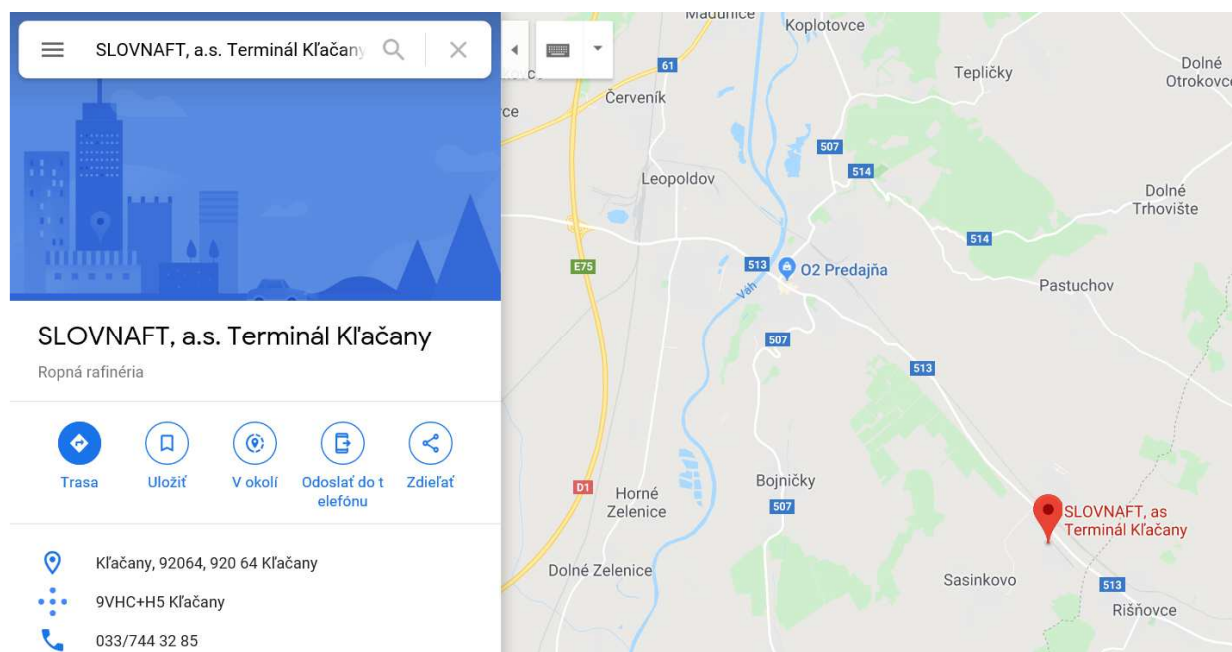 SLOVNAFT, a.s. Terminál Kľačany
SLOVNAFT, a.s. Terminál Kľačany
Ropná rafinéria
Trasa
Uložiť
V okolí
Odoslať do t
elefónu
Zdieľať
Kľačany, 92064, 920 64 Kľačany
9VHC+H5 Kľačany
033/744 32 85
Madunice
Koplotovce
61
Tepličky
Dolné
Otrokovce
Červeník
ce
507
Leopoldov
514
Dolné
Trhovište
514
513
O2 Predajňa
E75
Váh
Pastuchov
507
513
D1
Horné
Zelenice
Bojničky
507
SLOVNAFT, as
Terminál Kľačany
Dolné Zelenice
Sasinkovo
513
Rišňovce